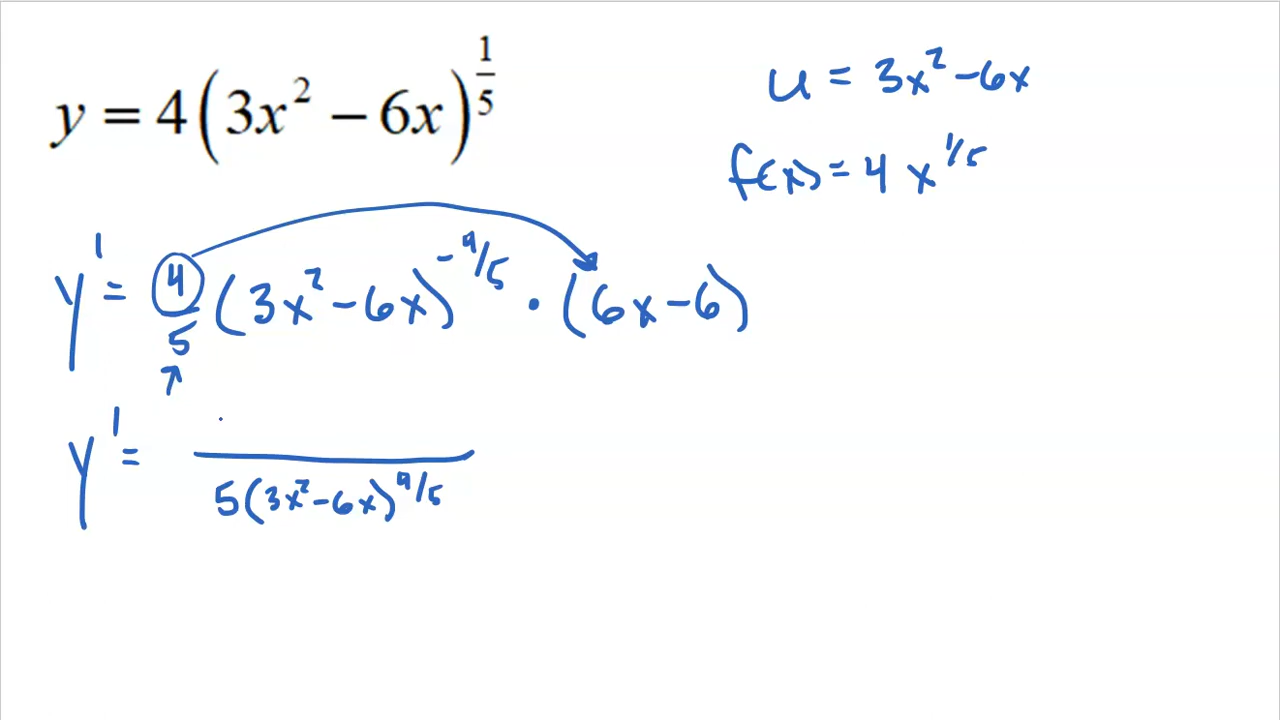 y = 4(3x² − 6x)^(1/5)
u = 3x² − 6x
f(x) = 4x^(1/5)
y' = 4/5 (3x² − 6x)^(−4/5) · (6x − 6)
y' = 
5(3x² − 6x)^(4/5)